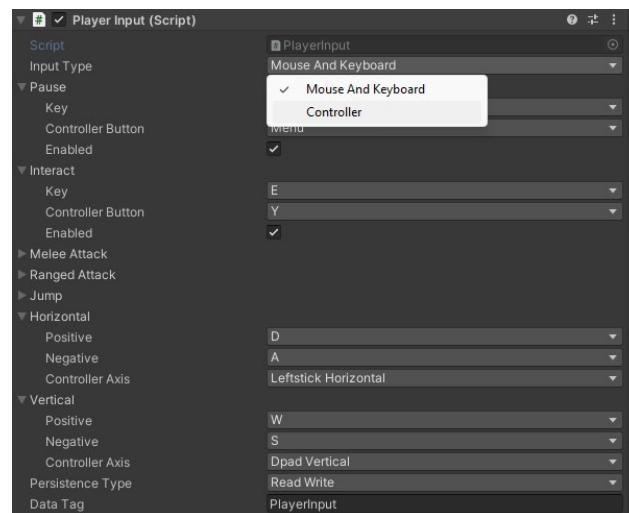 Player Input (Script)
Script PlayerInput
Input Type Mouse And Keyboard
Pause
Mouse And Keyboard
Key
Controller
Controller Button Menu
Enabled
Interact
Key E
Controller Button Y
Enabled
Melee Attack
Ranged Attack
Jump
Horizontal
Positive D
Negative A
Controller Axis Leftstick Horizontal
Vertical
Positive W
Negative S
Controller Axis Dpad Vertical
Persistence Type Read Write
Data Tag PlayerInput